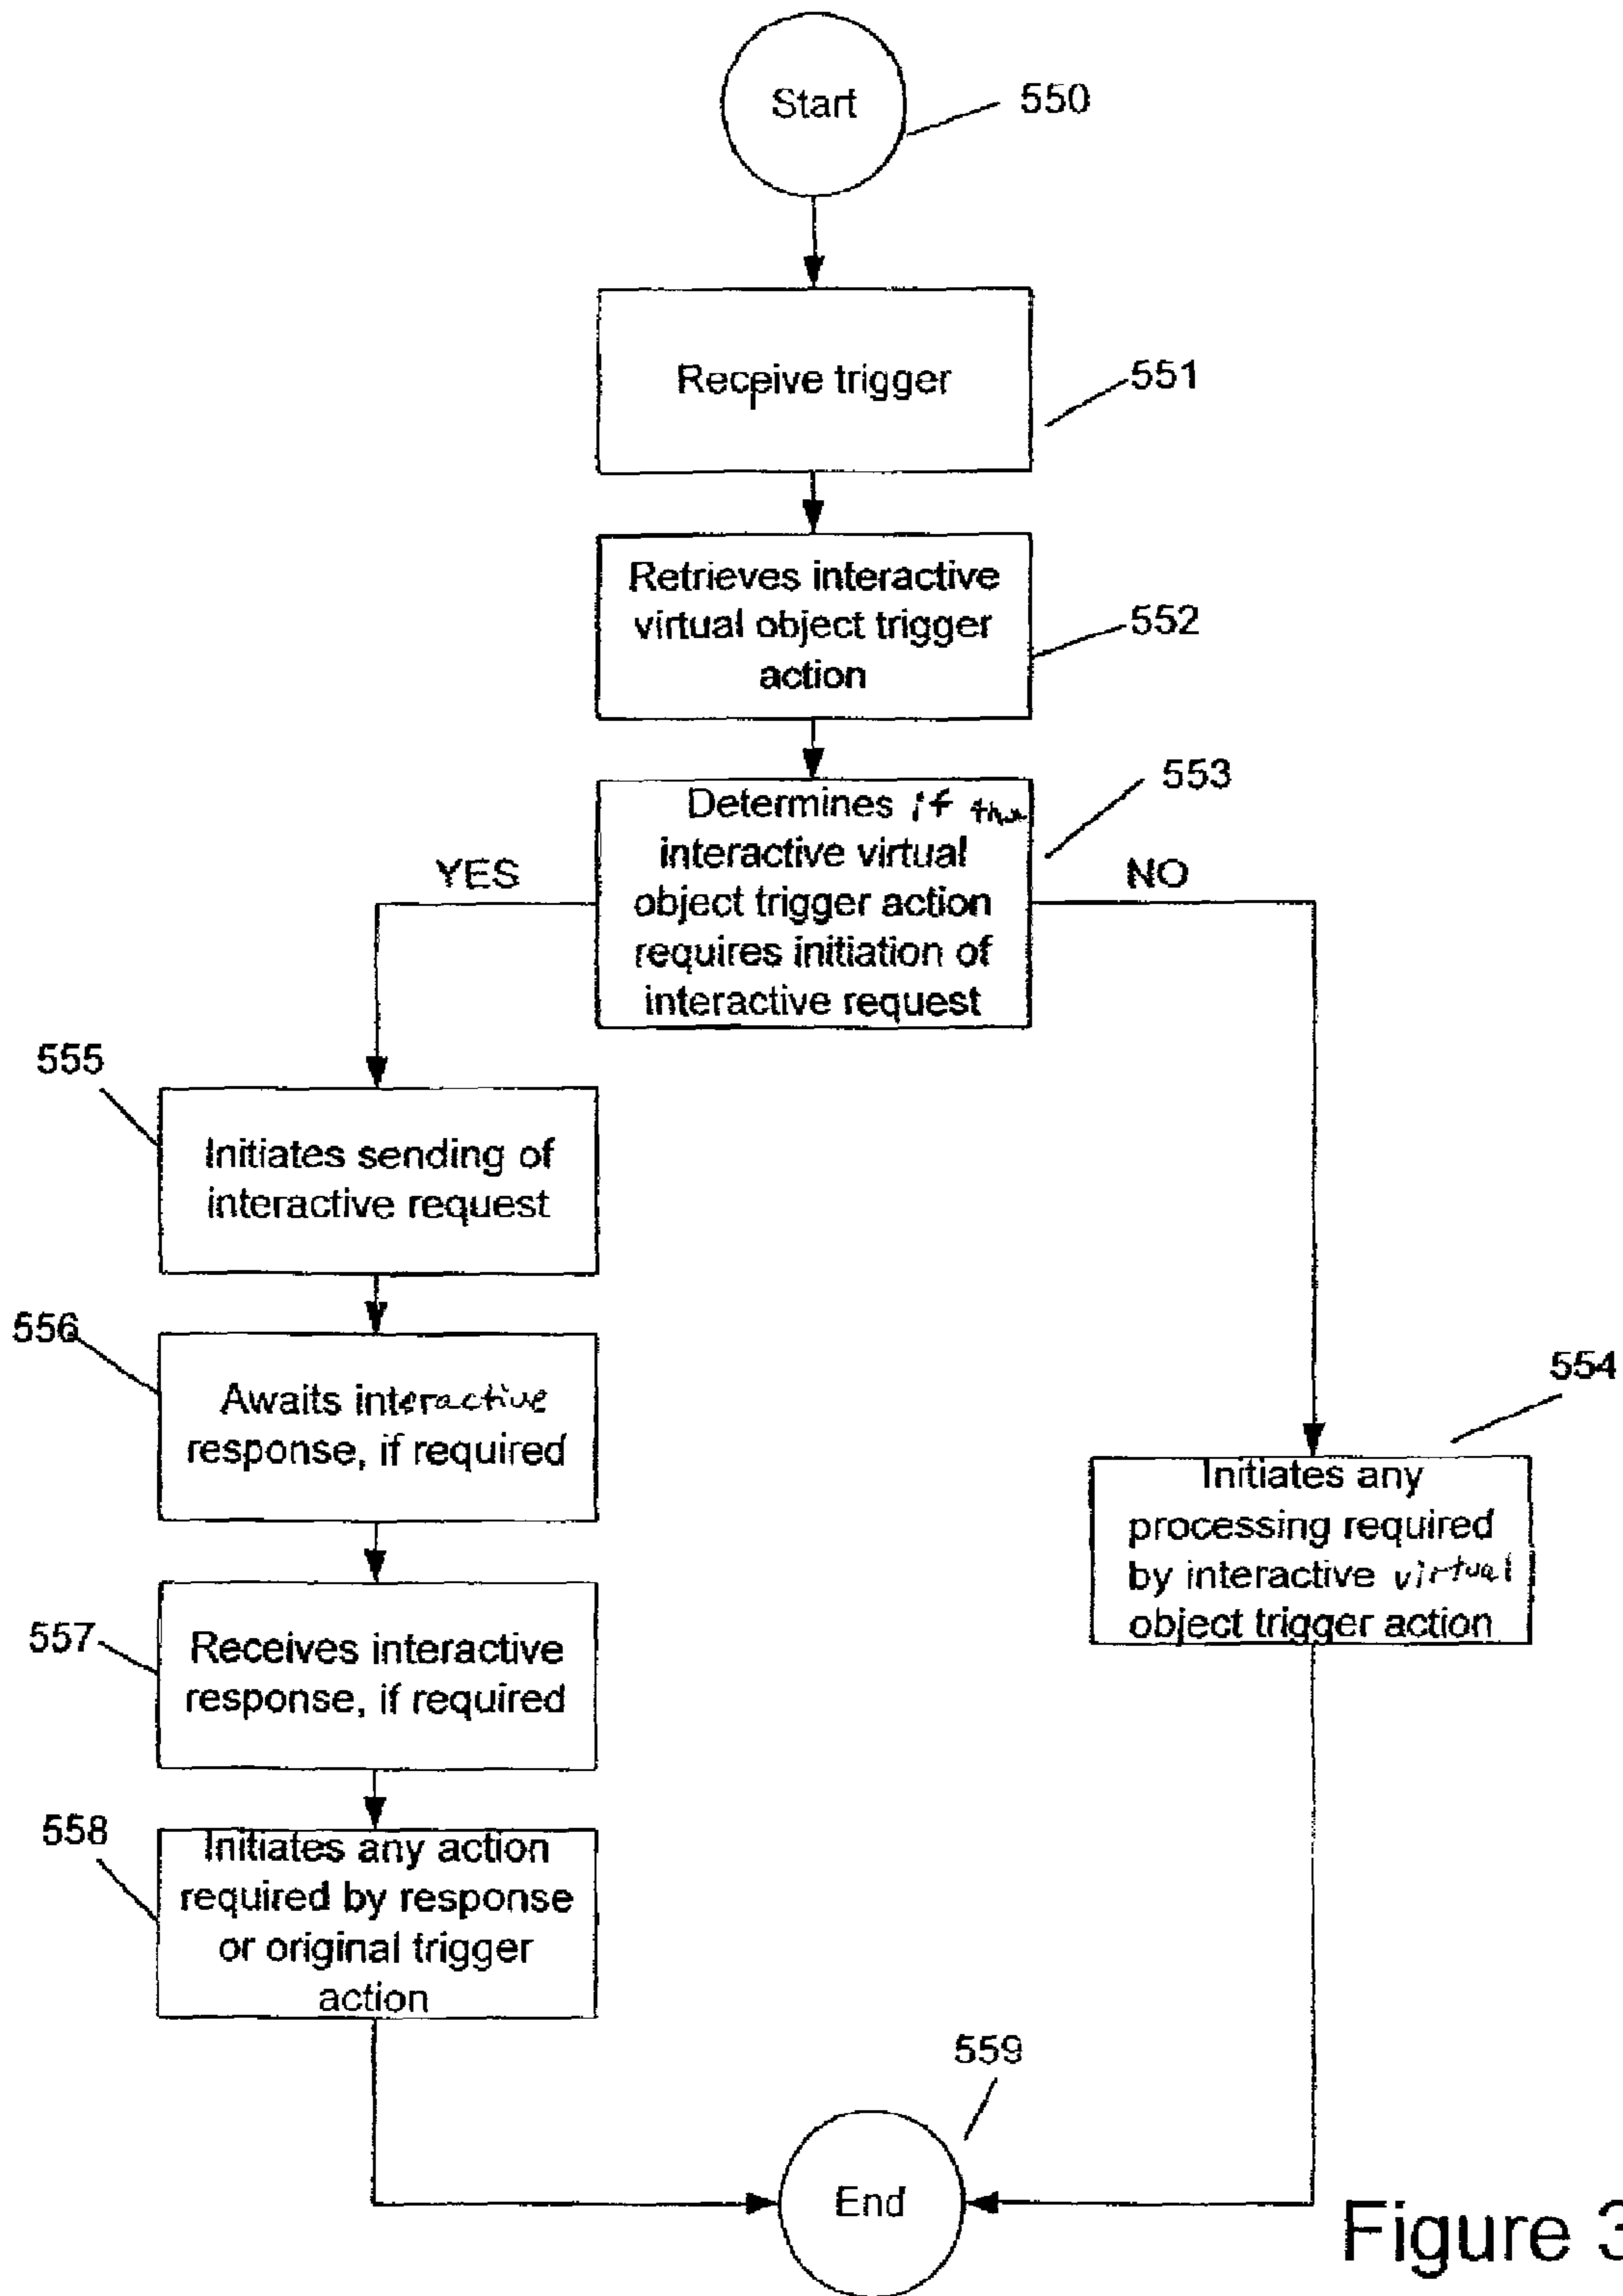 Start
550
Receive trigger
551
Retrieves interactive
virtual object trigger
action
552
Determines if the
interactive virtual
object trigger action
requires initiation of
interactive request
553
YES
NO
555
Initiates sending of
interactive request
556
Awaits interactive
response, if required
557
Receives interactive
response, if required
558
Initiates any action
required by response
or original trigger
action
554
Initiates any
processing required
by interactive virtual
object trigger action
559
End
Figure 3